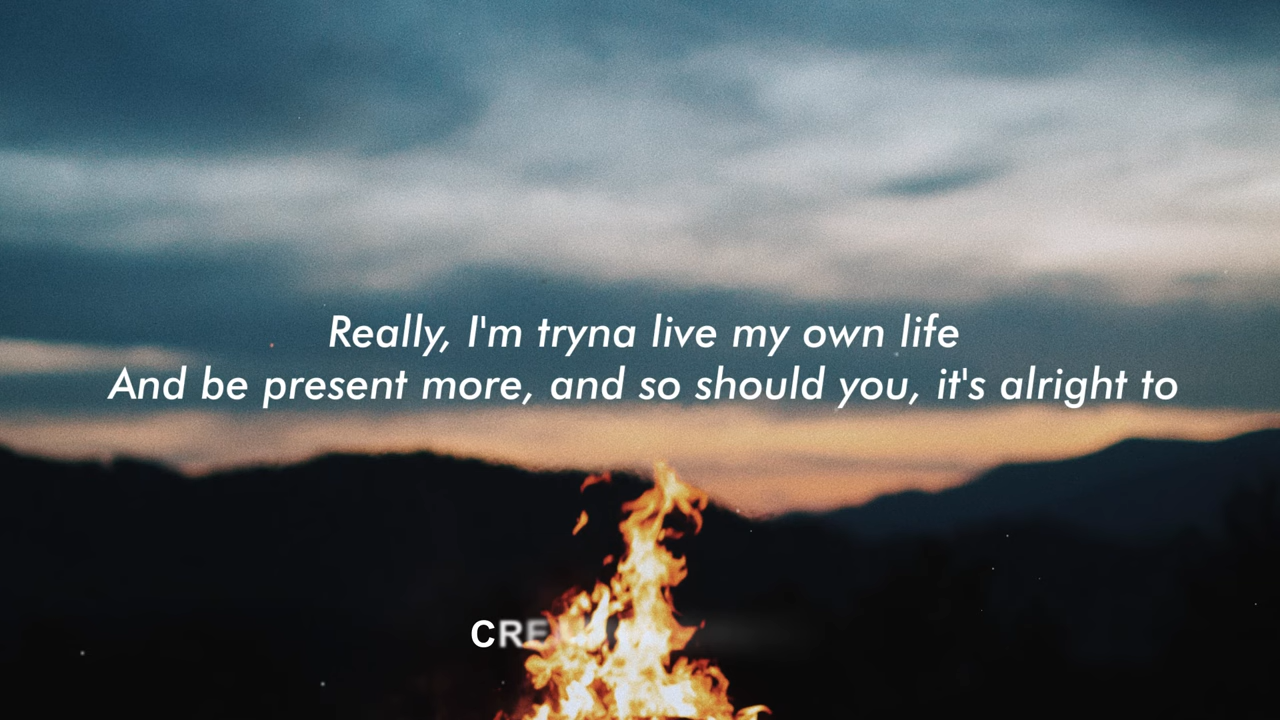 Really, I'm tryna live my own life
And be present more, and so should you, it's alright to